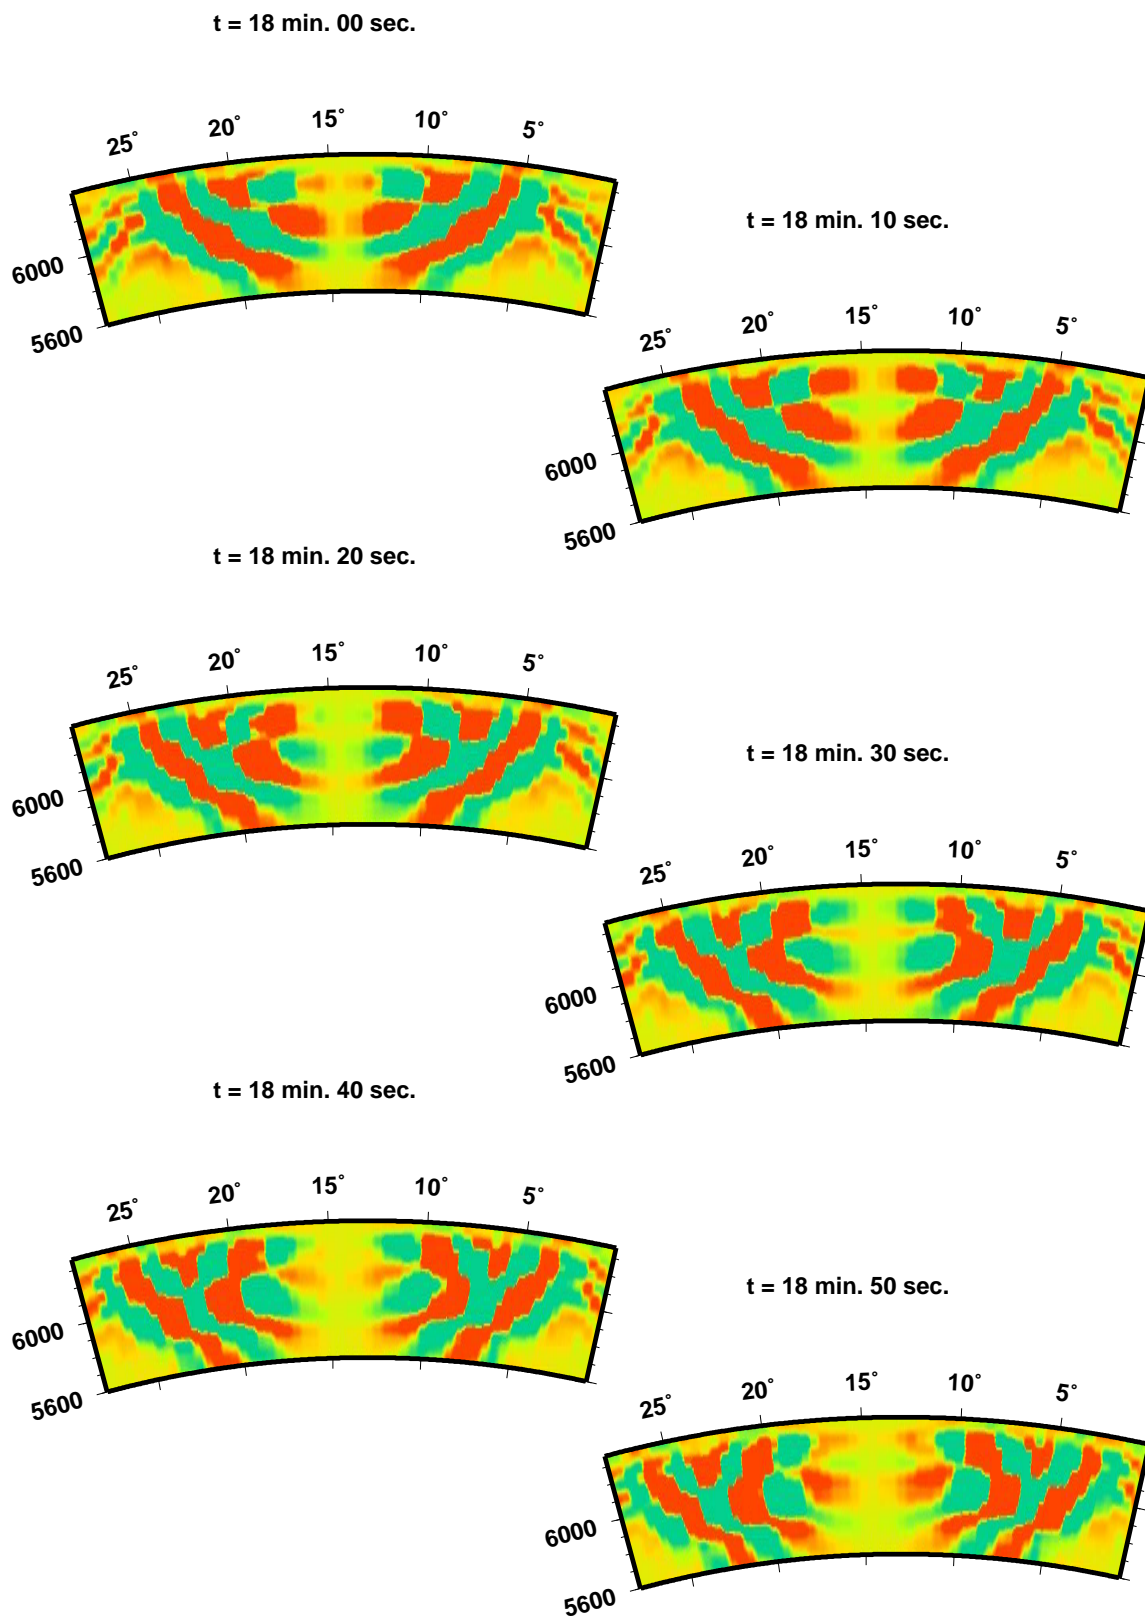 t = 18 min. 00 sec.
25° 20° 15° 10° 5°
6000
5600
t = 18 min. 10 sec.
25° 20° 15° 10° 5°
6000
5600
t = 18 min. 20 sec.
25° 20° 15° 10° 5°
6000
5600
t = 18 min. 30 sec.
25° 20° 15° 10° 5°
6000
5600
t = 18 min. 40 sec.
25° 20° 15° 10° 5°
6000
5600
t = 18 min. 50 sec.
25° 20° 15° 10° 5°
6000
5600